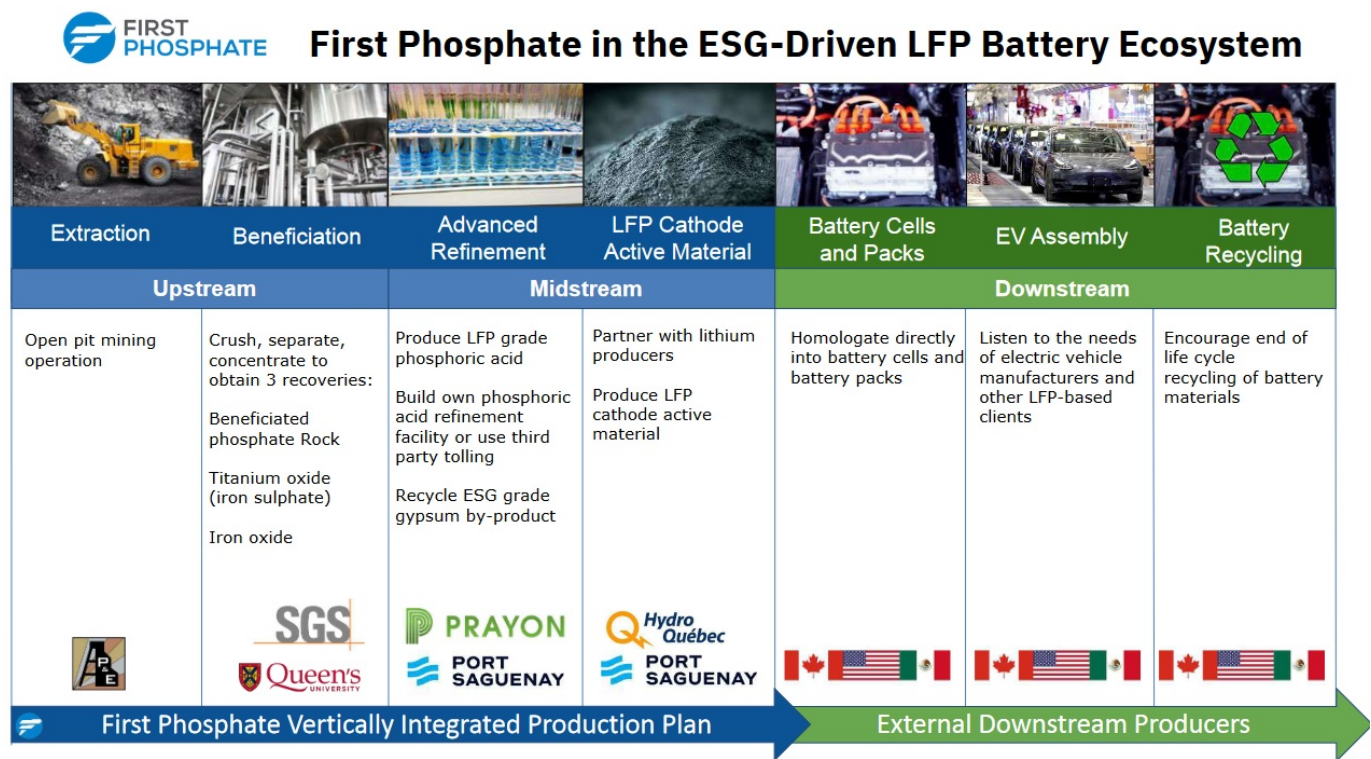 FIRST
PHOSPHATE
First Phosphate in the ESG-Driven LFP Battery Ecosystem
Extraction
Beneficiation
Advanced
Refinement
LFP Cathode
Active Material
Battery Cells
and Packs
EV Assembly
Battery
Recycling
Upstream
Midstream
Downstream
Open pit mining
operation
Crush, separate,
concentrate to
obtain 3 recoveries:
Beneficiated
phosphate Rock
Titanium oxide
(iron sulphate)
Iron oxide
Produce LFP grade
phosphoric acid
Build own phosphoric
acid refinement
facility or use third
party tolling
Recycle ESG grade
gypsum by-product
Partner with lithium
producers
Produce LFP
cathode active
material
Homologate directly
into battery cells and
battery packs
Listen to the needs
of electric vehicle
manufacturers and
other LFP-based
clients
Encourage end of
life cycle
recycling of battery
materials
A P&E
SGS
Queen's
UNIVERSITY
PRAYON
PORT
SAGUENAY
Hydro
Québec
PORT
SAGUENAY
First Phosphate Vertically Integrated Production Plan
External Downstream Producers